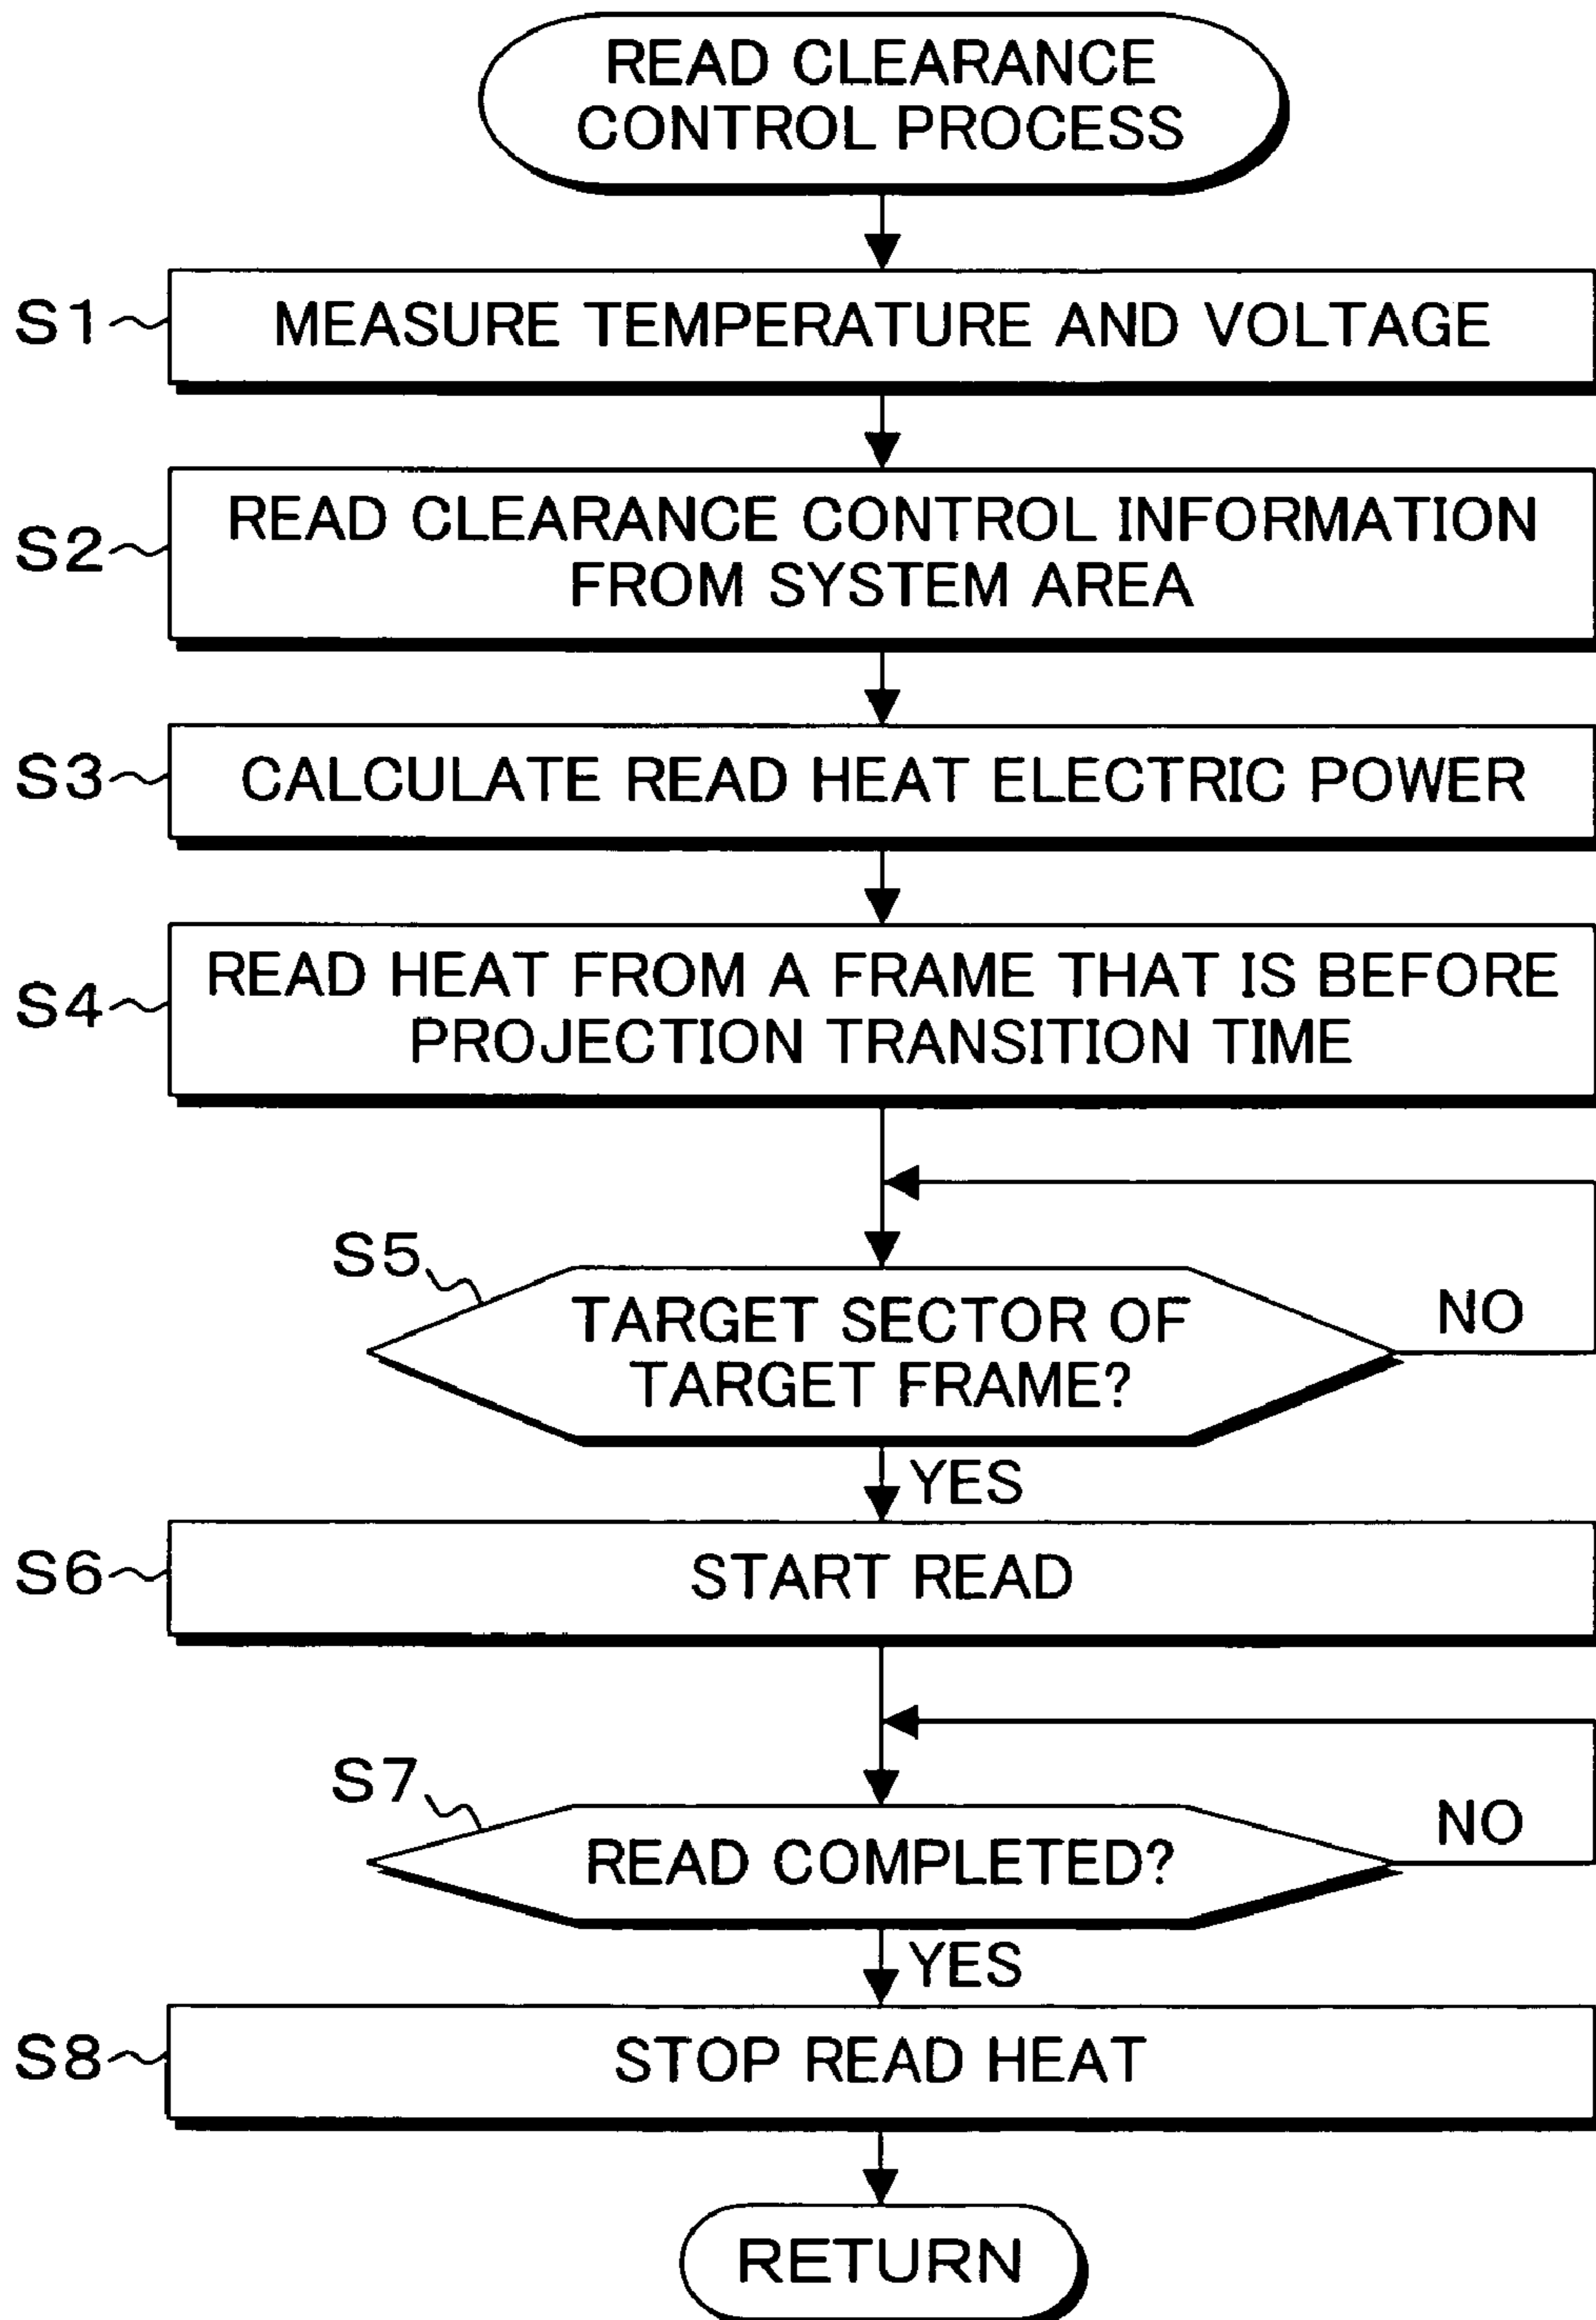 READ CLEARANCE
CONTROL PROCESS
S1
MEASURE TEMPERATURE AND VOLTAGE
S2
READ CLEARANCE CONTROL INFORMATION
FROM SYSTEM AREA
S3
CALCULATE READ HEAT ELECTRIC POWER
S4
READ HEAT FROM A FRAME THAT IS BEFORE
PROJECTION TRANSITION TIME
S5
TARGET SECTOR OF
TARGET FRAME?
NO
YES
S6
START READ
S7
READ COMPLETED?
NO
YES
S8
STOP READ HEAT
RETURN